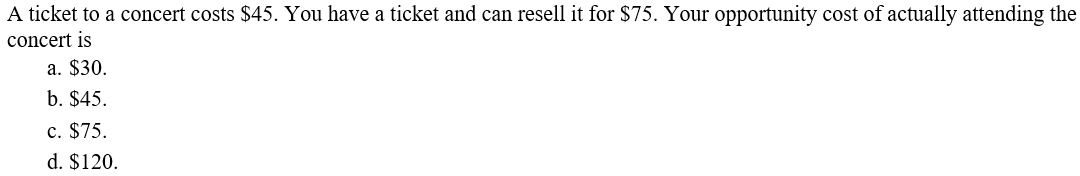 A ticket to a concert costs $45. You have a ticket and can resell it for $75. Your opportunity cost of actually attending the
concert is
a. $30.
b. $45.
c. $75.
d. $120.